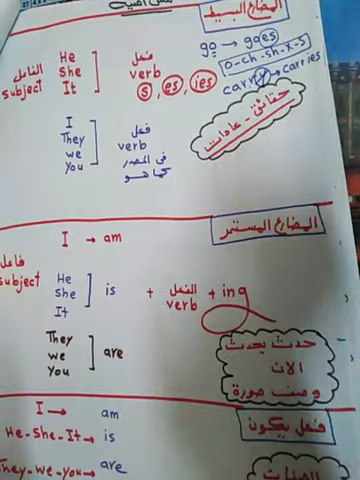 المضارع البسيط
go → goes
o-ch-sh-x-s
carry → carries
حقائق - عادات
الفاعل
subject
He
She
It
فعل
verb
s, es, ies
I
They
we
You
فعل
verb
فى المصدر
كما هو
المضارع المستمر
I → am
فاعل
subject
He
She
It
is
+ الفعل + ing
verb
They
we
You
are
حدث يحدث
الان
وصف صورة
فعل يكون
I → am
He-She-It → is
They-we-you → are